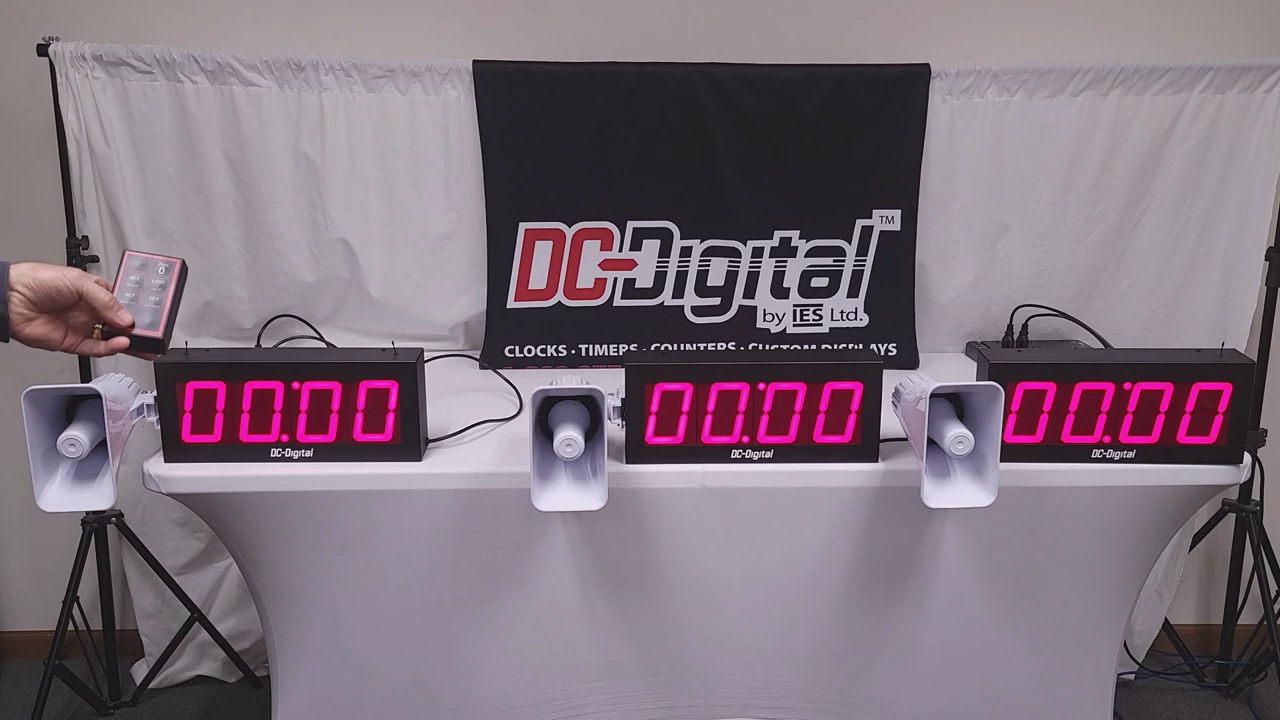 DC-Digital™
by IES Ltd.
CLOCKS · TIMERS · COUNTERS · CUSTOM DISPLAYS
0
00:00
DC-Digital
00:00
DC-Digital
00:00
DC-Digital